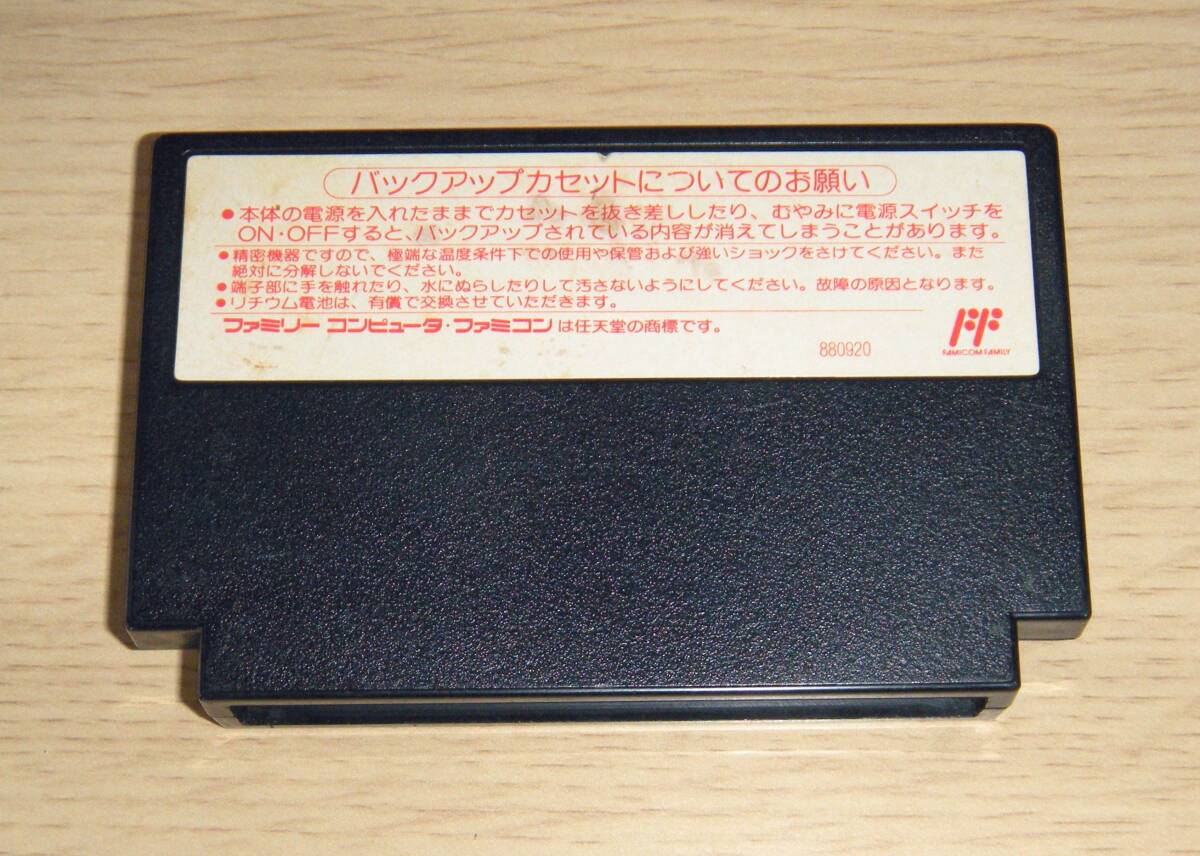 バックアップカセットについてのお願い
●本体の電源を入れたままでカセットを抜き差ししたり、むやみに電源スイッチを
ON・OFFすると、バックアップされている内容が消えてしまうことがあります。
●精密機器ですので、極端な温度条件下での使用や保管および強いショックをさけてください。また
絶対に分解しないでください。
●端子部に手を触れたり、水にぬらしたりして汚さないようにしてください。故障の原因となります。
●リチウム電池は、有償で交換させていただきます。
ファミリー コンピュータ・ファミコン は任天堂の商標です。
880920
FAMICOM FAMILY